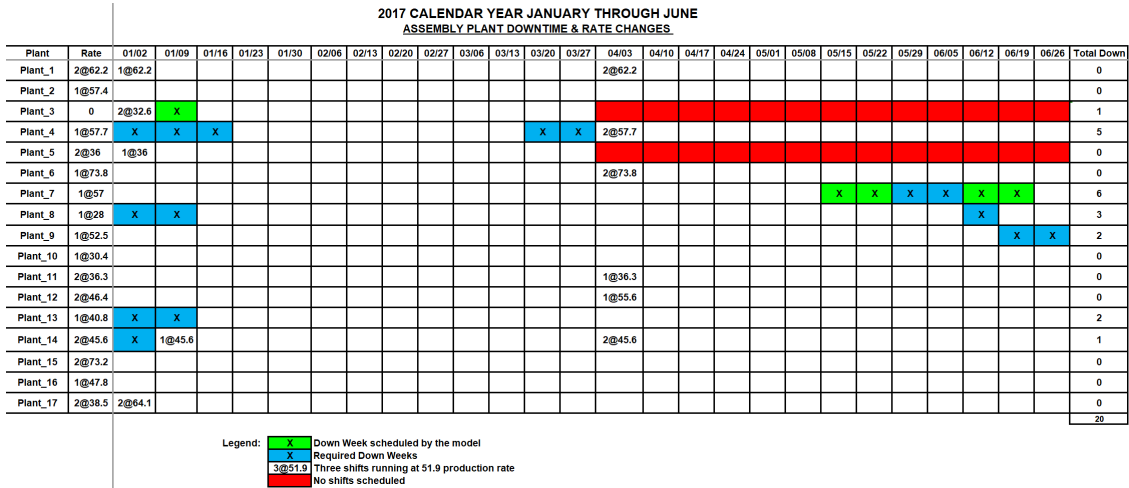 2017 CALENDAR YEAR JANUARY THROUGH JUNE
ASSEMBLY PLANT DOWNTIME & RATE CHANGES
Plant Rate 01/02 01/09 01/16 01/23 01/30 02/06 02/13 02/20 02/27 03/06 03/13 03/20 03/27 04/03 04/10 04/17 04/24 05/01 05/08 05/15 05/22 05/29 06/05 06/12 06/19 06/26 Total Down
Plant_1 2@62.2 1@62.2 2@62.2 0
Plant_2 1@57.4 0
Plant_3 0 2@32.6 X 1
Plant_4 1@57.7 X X X X X 2@57.7 5
Plant_5 2@36 1@36 0
Plant_6 1@73.8 2@73.8 0
Plant_7 1@57 X X X X X X 6
Plant_8 1@28 X X X 3
Plant_9 1@52.5 X X 2
Plant_10 1@30.4 0
Plant_11 2@36.3 1@36.3 0
Plant_12 2@46.4 1@55.6 0
Plant_13 1@40.8 X X 2
Plant_14 2@45.6 X 1@45.6 2@45.6 1
Plant_15 2@73.2 0
Plant_16 1@47.8 0
Plant_17 2@38.5 2@64.1 0
20
Legend: X Down Week scheduled by the model
X Required Down Weeks
3@51.9 Three shifts running at 51.9 production rate
No shifts scheduled